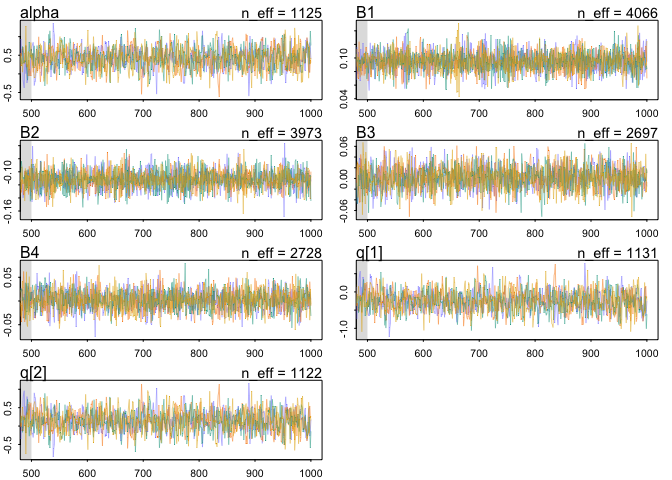 alpha n_eff = 1125
0.5
-0.5
500 600 700 800 900 1000
B1 n_eff = 4066
0.10
0.04
500 600 700 800 900 1000
B2 n_eff = 3973
-0.10
-0.16
500 600 700 800 900 1000
B3 n_eff = 2697
0.06
0.00
-0.06
500 600 700 800 900 1000
B4 n_eff = 2728
0.05
-0.05
500 600 700 800 900 1000
q[1] n_eff = 1131
0.0
-1.0
500 600 700 800 900 1000
q[2] n_eff = 1122
0.5
-0.5
500 600 700 800 900 1000